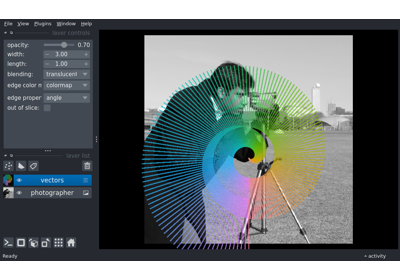 File View Plugins Window Help
layer controls
opacity: 0.70
width: 3.00
length: 1.00
blending: translucent
edge color m colormap
edge proper angle
out of slice:
layer list
vectors
photographer
Ready
activity